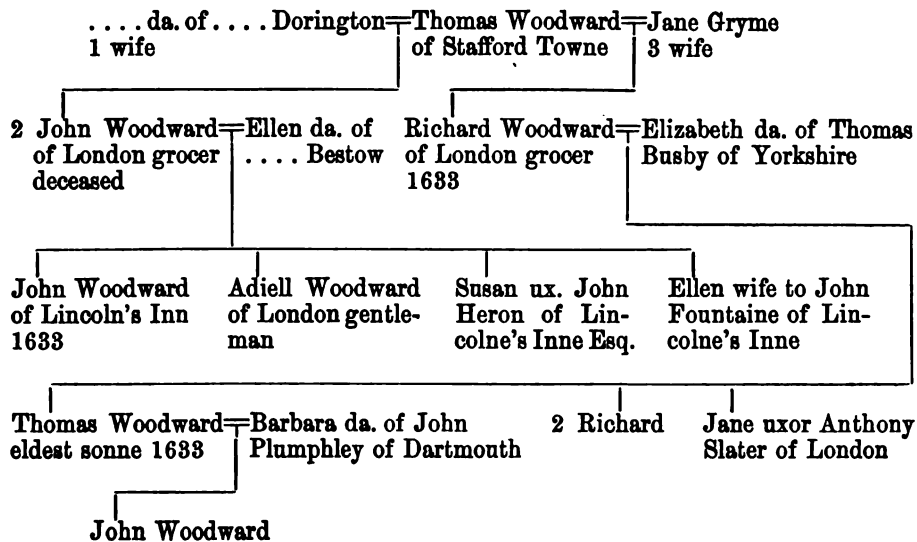 . . . . da. of . . . . Dorington
1 wife
Thomas Woodward
of Stafford Towne
Jane Gryme
3 wife
2 John Woodward
of London grocer
deceased
Ellen da. of
. . . . Bestow
Richard Woodward
of London grocer
1633
Elizabeth da. of Thomas
Busby of Yorkshire
John Woodward
of Lincoln's Inn
1633
Adiell Woodward
of London gentle-
man
Susan ux. John
Heron of Lin-
colne's Inne Esq.
Ellen wife to John
Fountaine of Lin-
colne's Inne
Thomas Woodward
eldest sonne 1633
Barbara da. of John
Plumphley of Dartmouth
2 Richard
Jane uxor Anthony
Slater of London
John Woodward